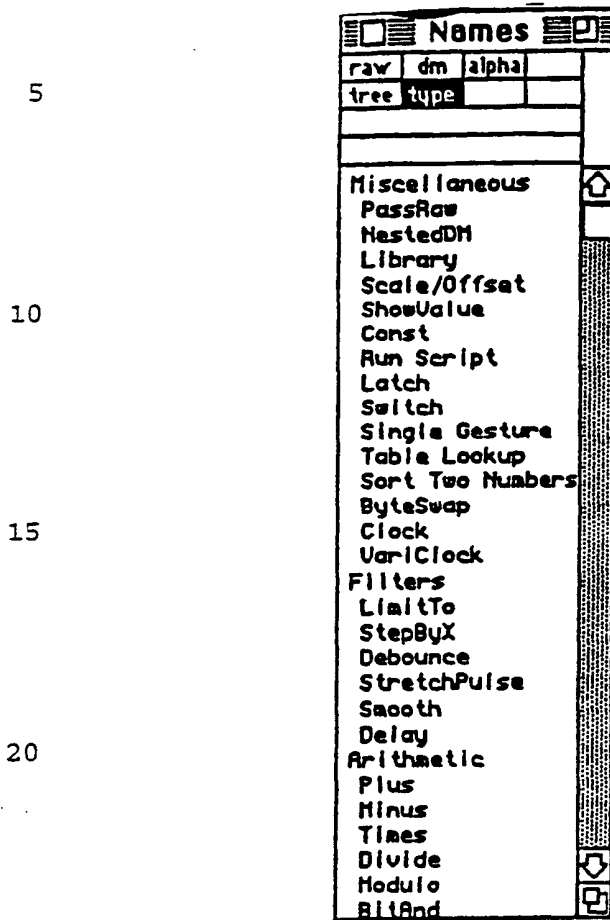 Names
raw dm alpha
5
tree type
Miscellaneous
PassRaw
NestedDM
Library
Scale/Offset
10
ShowValue
Const
Run Script
Latch
Switch
Single Gesture
Table Lookup
Sort Two Numbers
ByteSwap
15
Clock
VariClock
Filters
LimitTo
StepByX
Debounce
StretchPulse
Smooth
Delay
20
Arithmetic
Plus
Minus
Times
Divide
Modulo
BitAnd